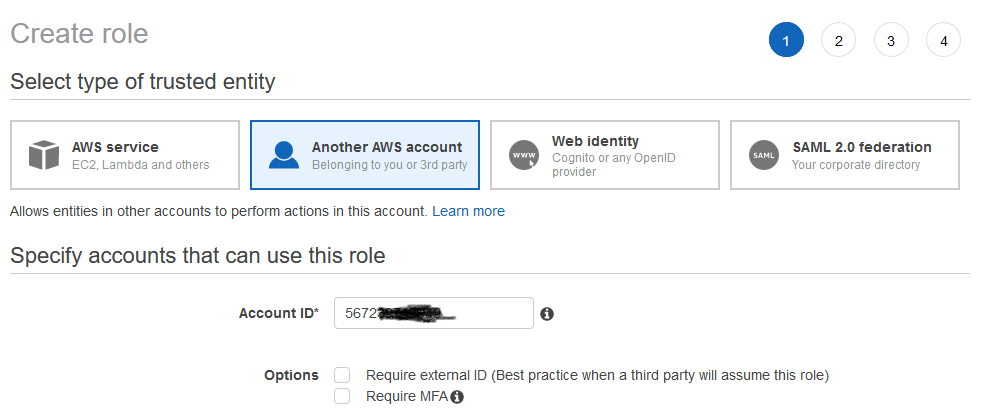 Create role
1 2 3 4
Select type of trusted entity
AWS service
EC2, Lambda and others
Another AWS account
Belonging to you or 3rd party
www
Web identity
Cognito or any OpenID
provider
SAML
SAML 2.0 federation
Your corporate directory
Allows entities in other accounts to perform actions in this account. Learn more
Specify accounts that can use this role
Account ID* 5672
Options Require external ID (Best practice when a third party will assume this role)
Require MFA